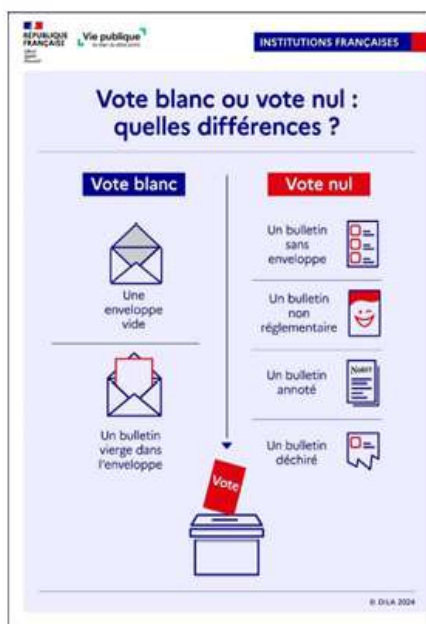 RÉPUBLIQUE
FRANÇAISE
Vie publique
INSTITUTIONS FRANÇAISES
Vote blanc ou vote nul :
quelles différences ?
Vote blanc
Une
enveloppe
vide
Un bulletin
vierge dans
l'enveloppe
Vote nul
Un bulletin
sans
enveloppe
Un bulletin
non
réglementaire
Un bulletin
annoté
Un bulletin
déchiré
Vote
© DILA 2024